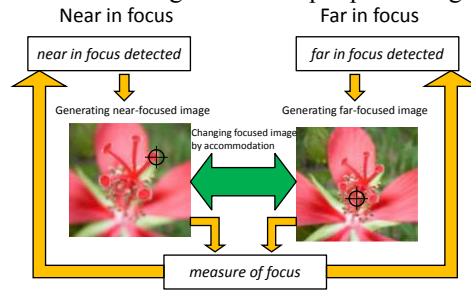 Near in focus
Far in focus
near in focus detected
far in focus detected
Generating near-focused image
Generating far-focused image
Changing focused image
by accommodation
measure of focus